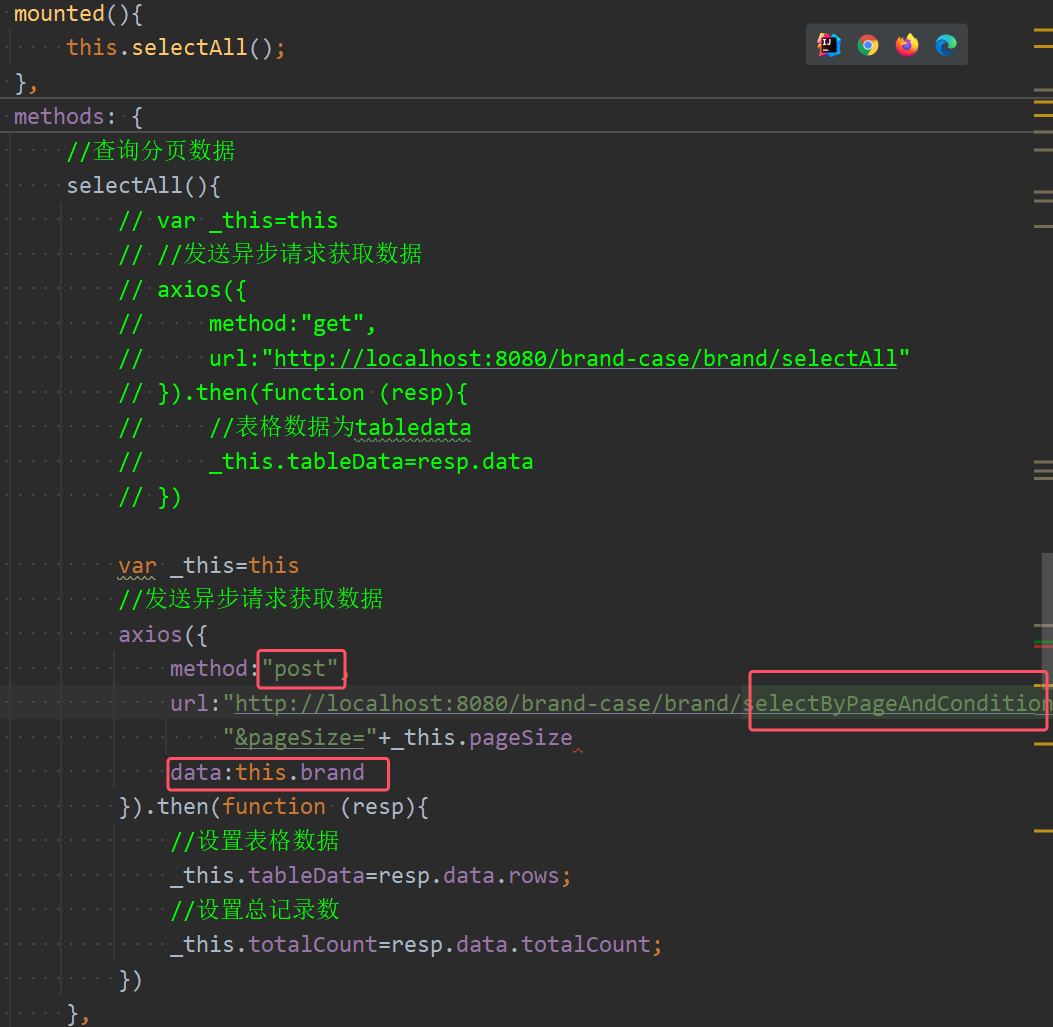 mounted(){
this.selectAll();
},
methods: {
//查询分页数据
selectAll(){
// var _this=this
// //发送异步请求获取数据
// axios({
// method:"get",
// url:"http://localhost:8080/brand-case/brand/selectAll"
// }).then(function (resp){
// //表格数据为tabledata
// _this.tableData=resp.data
// })
var _this=this
//发送异步请求获取数据
axios({
method:"post",
url:"http://localhost:8080/brand-case/brand/selectByPageAndCondition
"&pageSize="+_this.pageSize
data:this.brand
}).then(function (resp){
//设置表格数据
_this.tableData=resp.data.rows;
//设置总记录数
_this.totalCount=resp.data.totalCount;
})
},